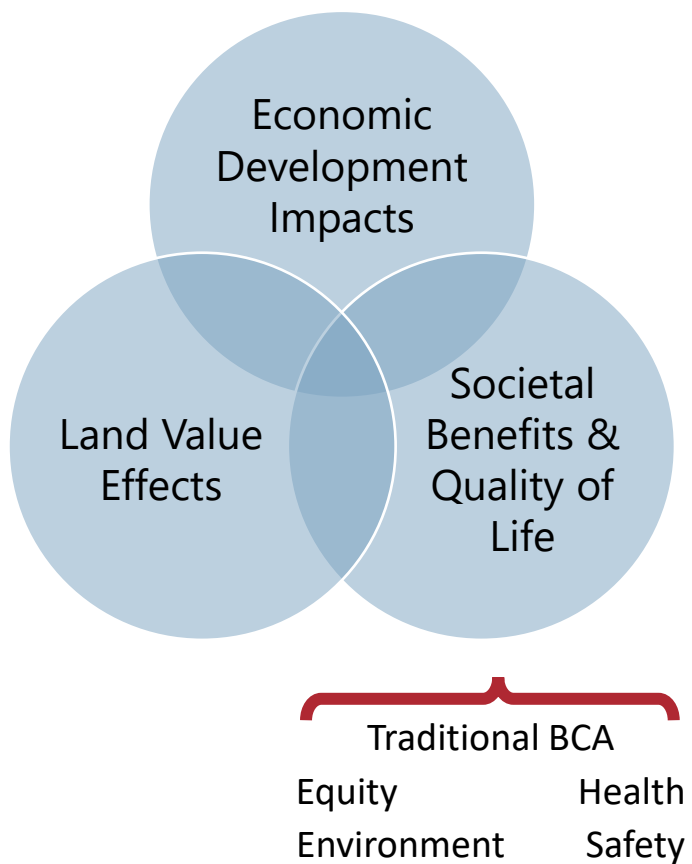 Economic
Development
Impacts
Land Value
Effects
Societal
Benefits &
Quality of
Life
Traditional BCA
Equity Health
Environment Safety